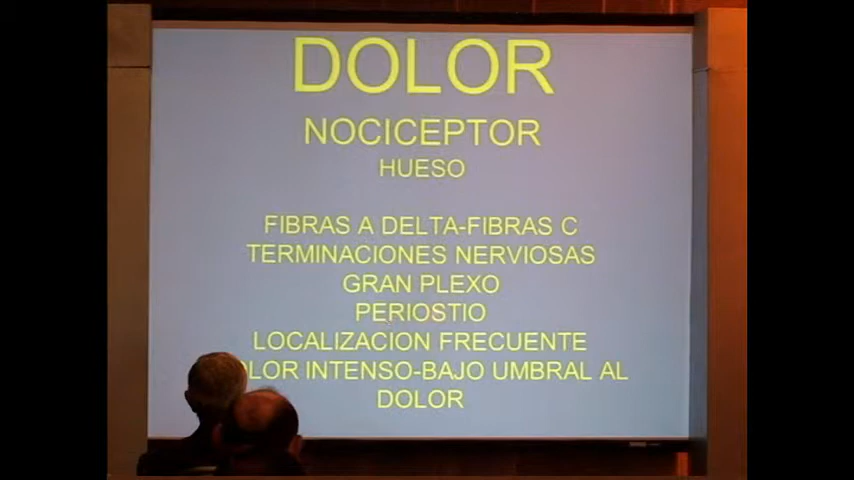 DOLOR
NOCICEPTOR
HUESO
FIBRAS A DELTA-FIBRAS C
TERMINACIONES NERVIOSAS
GRAN PLEXO
PERIOSTIO
LOCALIZACION FRECUENTE
INTENSO-BAJO UMBRAL AL
DOLOR